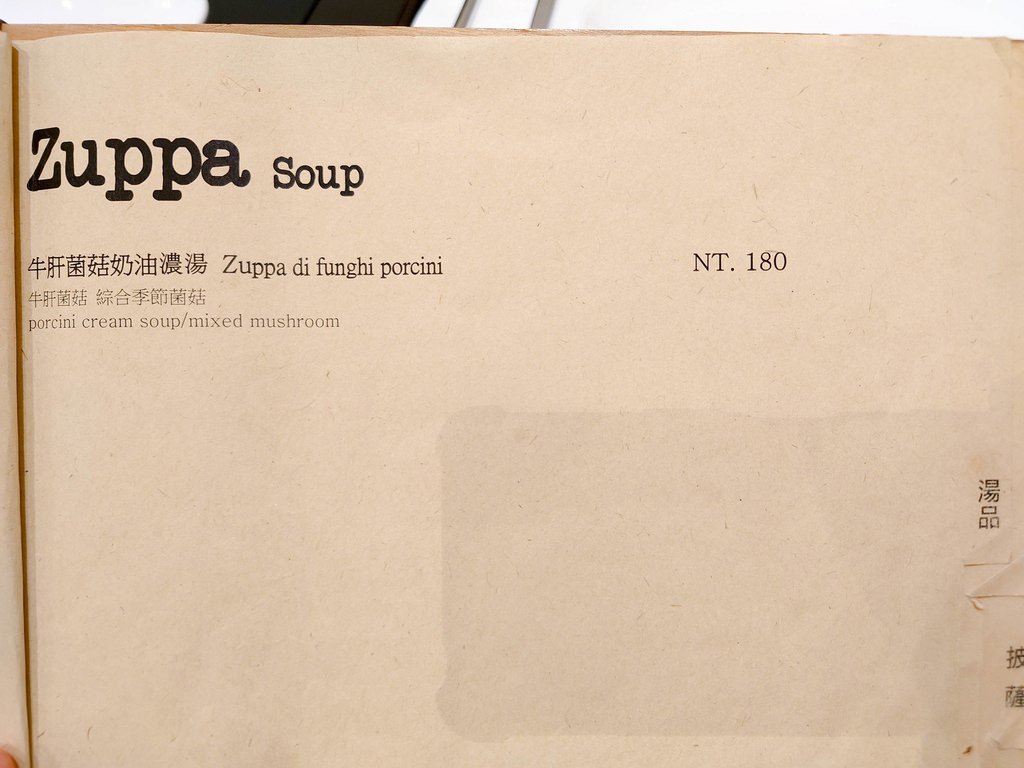 Zuppa Soup
牛肝菌菇奶油濃湯 Zuppa di funghi porcini NT. 180
牛肝菌菇 綜合季節菌菇
porcini cream soup/mixed mushroom
湯品
披薩